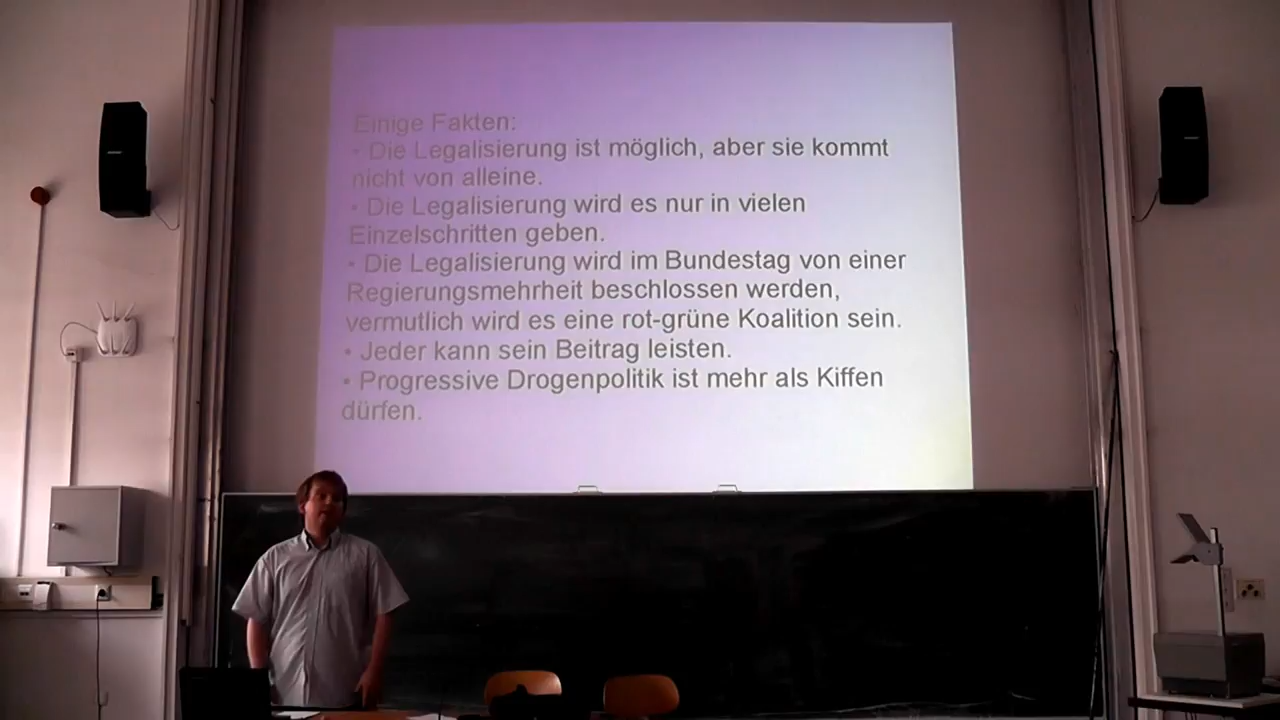 Einige Fakten:
• Die Legalisierung ist möglich, aber sie kommt
nicht von alleine.
• Die Legalisierung wird es nur in vielen
Einzelschritten geben.
• Die Legalisierung wird im Bundestag von einer
Regierungsmehrheit beschlossen werden,
vermutlich wird es eine rot-grüne Koalition sein.
• Jeder kann sein Beitrag leisten.
• Progressive Drogenpolitik ist mehr als Kiffen
dürfen.